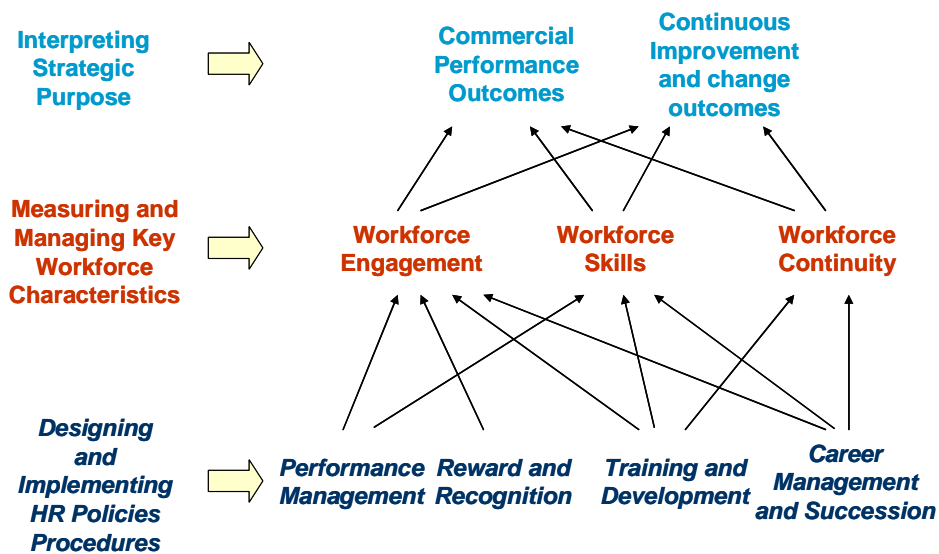 Interpreting
Strategic
Purpose
Commercial
Performance
Outcomes
Continuous
Improvement
and change
outcomes
Measuring and
Managing Key
Workforce
Characteristics
Workforce
Engagement
Workforce
Skills
Workforce
Continuity
Designing
and
Implementing
HR Policies
Procedures
Performance
Management
Reward and
Recognition
Training and
Development
Career
Management
and Succession